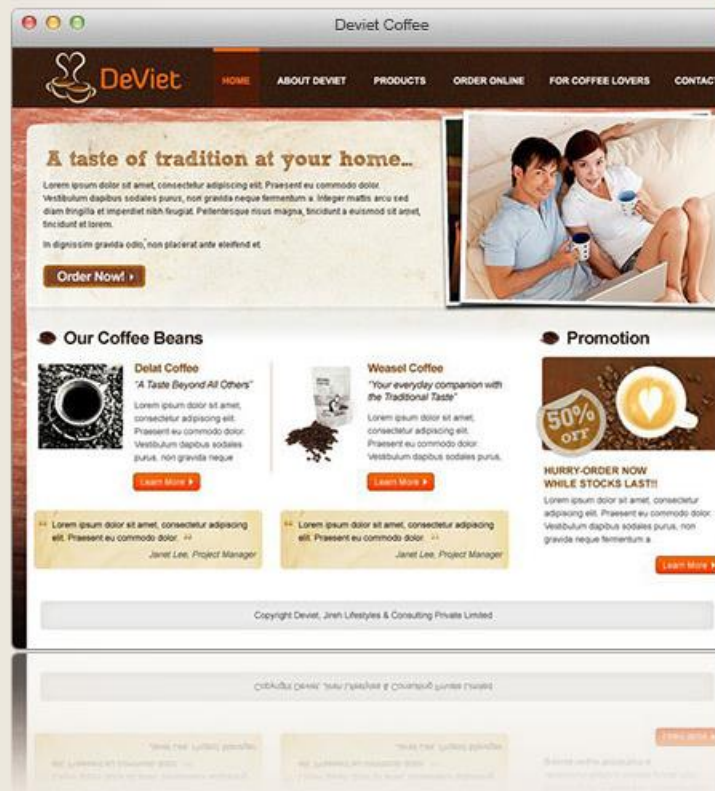 Deviet Coffee
DeViet
HOME ABOUT DEVIET PRODUCTS ORDER ONLINE FOR COFFEE LOVERS CONTACT
A taste of tradition at your home...
Lorem ipsum dolor sit amet, consectetur adipiscing elit. Praesent eu commodo dolor.
Vestibulum dapibus sodales purus, non gravida neque fermentum a. Integer mattis arcu sed
diam fringilla et imperdiet nibh feugiat. Pellentesque risus magna, tincidunt a euismod sit amet,
tincidunt et lorem.
In dignissim gravida odio, non placerat ante eleifend et.
Order Now!
Our Coffee Beans
Delat Coffee
"A Taste Beyond All Others"
Lorem ipsum dolor sit amet,
consectetur adipiscing elit.
Praesent eu commodo dolor.
Vestibulum dapibus sodales
purus, non gravida neque
Learn More
Weasel Coffee
"Your everyday companion with
the Traditional Taste"
Lorem ipsum dolor sit amet,
consectetur adipiscing elit.
Praesent eu commodo dolor.
Vestibulum dapibus sodales purus,
Learn More
Promotion
50%
OFF
HURRY-ORDER NOW
WHILE STOCKS LAST!!
Lorem ipsum dolor sit amet, consectetur
adipiscing elit. Praesent eu commodo dolor.
Vestibulum dapibus sodales purus, non
gravida neque fermentum a
Learn More
“ Lorem ipsum dolor sit amet, consectetur adipiscing
elit. Praesent eu commodo dolor. ”
Janet Lee, Project Manager
“ Lorem ipsum dolor sit amet, consectetur adipiscing
elit. Praesent eu commodo dolor. ”
Janet Lee, Project Manager
Copyright Deviet, Jireh Lifestyles & Consulting Private Limited